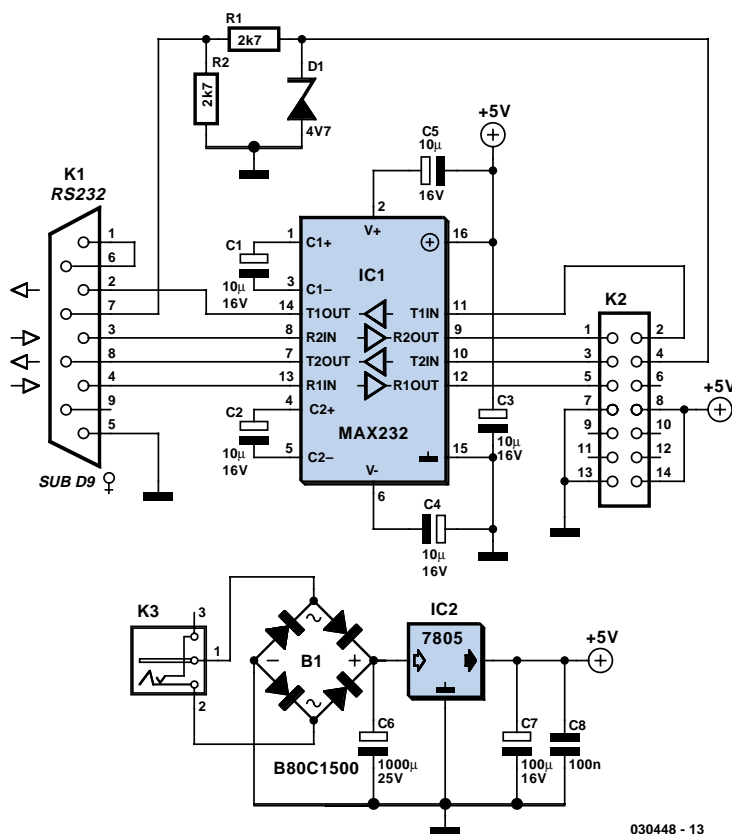 R1
2k7
R2
2k7
D1
4V7
+5V
C5
10µ
16V
K1
RS232
1
6
2
7
3
8
4
9
5
SUB D9 ♀
C1
10µ
16V
C2
10µ
16V
1
3
14
8
7
13
4
5
2
V+
C1+
C1–
IC1
T1OUT
T1IN
R2IN
R2OUT
T2OUT
T2IN
R1IN
R1OUT
C2+
MAX232
C2–
V-
6
16
11
9
10
12
15
C3
10µ
16V
C4
10µ
16V
K2
1
2
3
4
5
6
7
8
9
10
11
12
13
14
+5V
K3
3
1
2
B1
~
–
+
~
B80C1500
C6
1000µ
25V
IC2
7805
C7
100µ
16V
C8
100n
+5V
030448 - 13